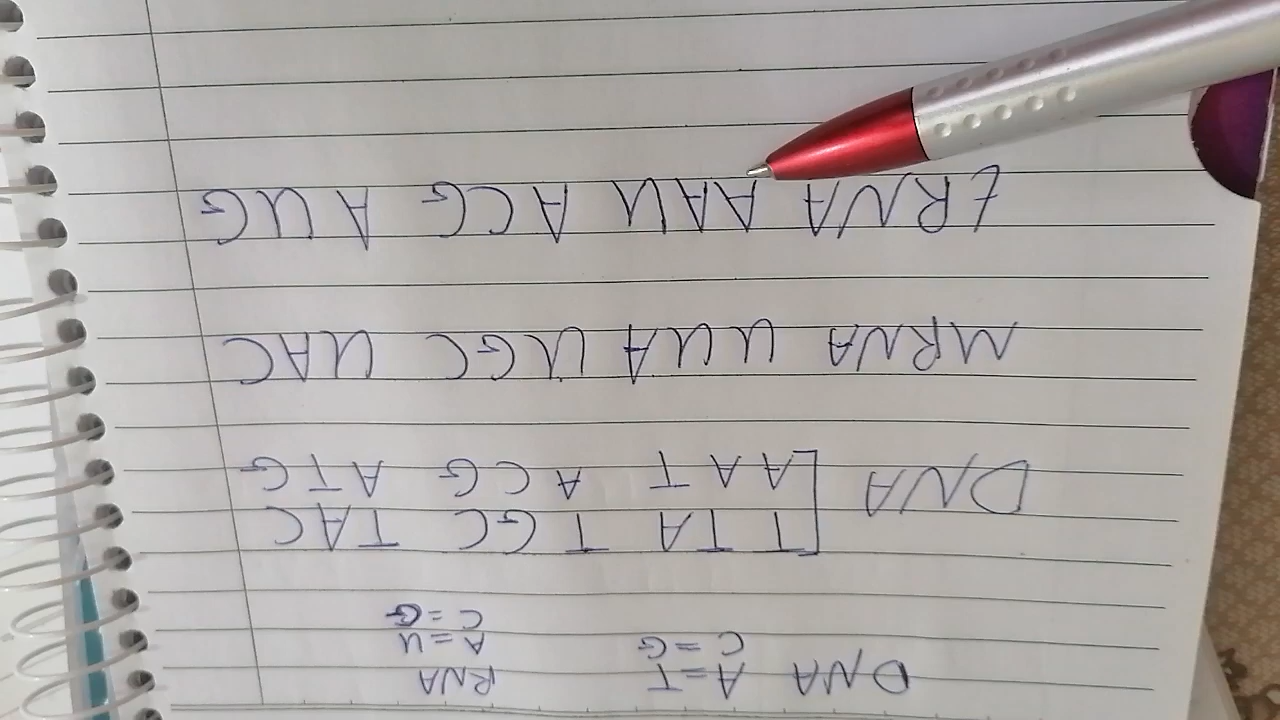 DNA A=T RNA
C=G A=U
C=G
TTA TGC TAC
DNA [AAT ACG ATG
MRNA UUA UGC UAC
tRNA AAU ACG AUG